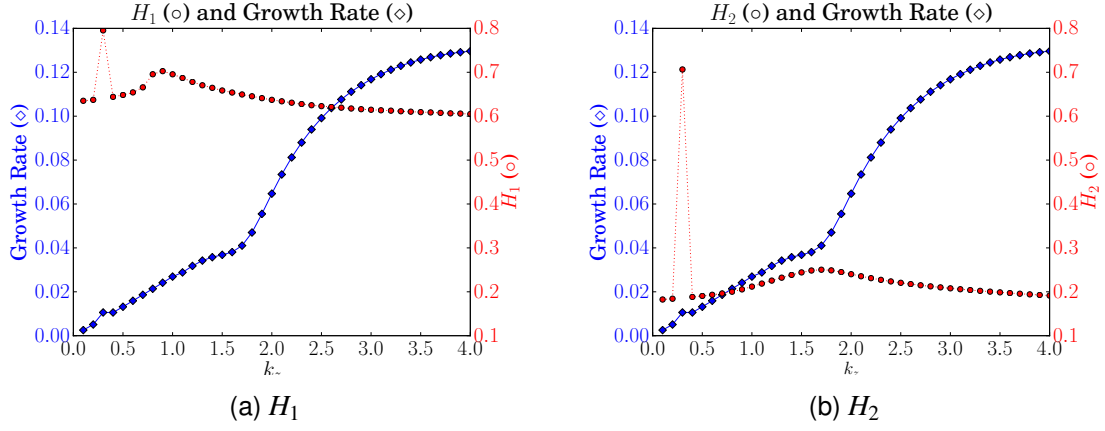 H₁ (○) and Growth Rate (◇)
Growth Rate (◇)
0.14
0.12
0.10
0.08
0.06
0.04
0.02
0.00
0.8
0.7
0.6
0.5
0.4
0.3
0.2
0.1
H₁ (○)
0.0 0.5 1.0 1.5 2.0 2.5 3.0 3.5 4.0
k_z
(a) H₁
H₂ (○) and Growth Rate (◇)
Growth Rate (◇)
0.14
0.12
0.10
0.08
0.06
0.04
0.02
0.00
0.8
0.7
0.6
0.5
0.4
0.3
0.2
0.1
H₂ (○)
0.0 0.5 1.0 1.5 2.0 2.5 3.0 3.5 4.0
k_z
(b) H₂